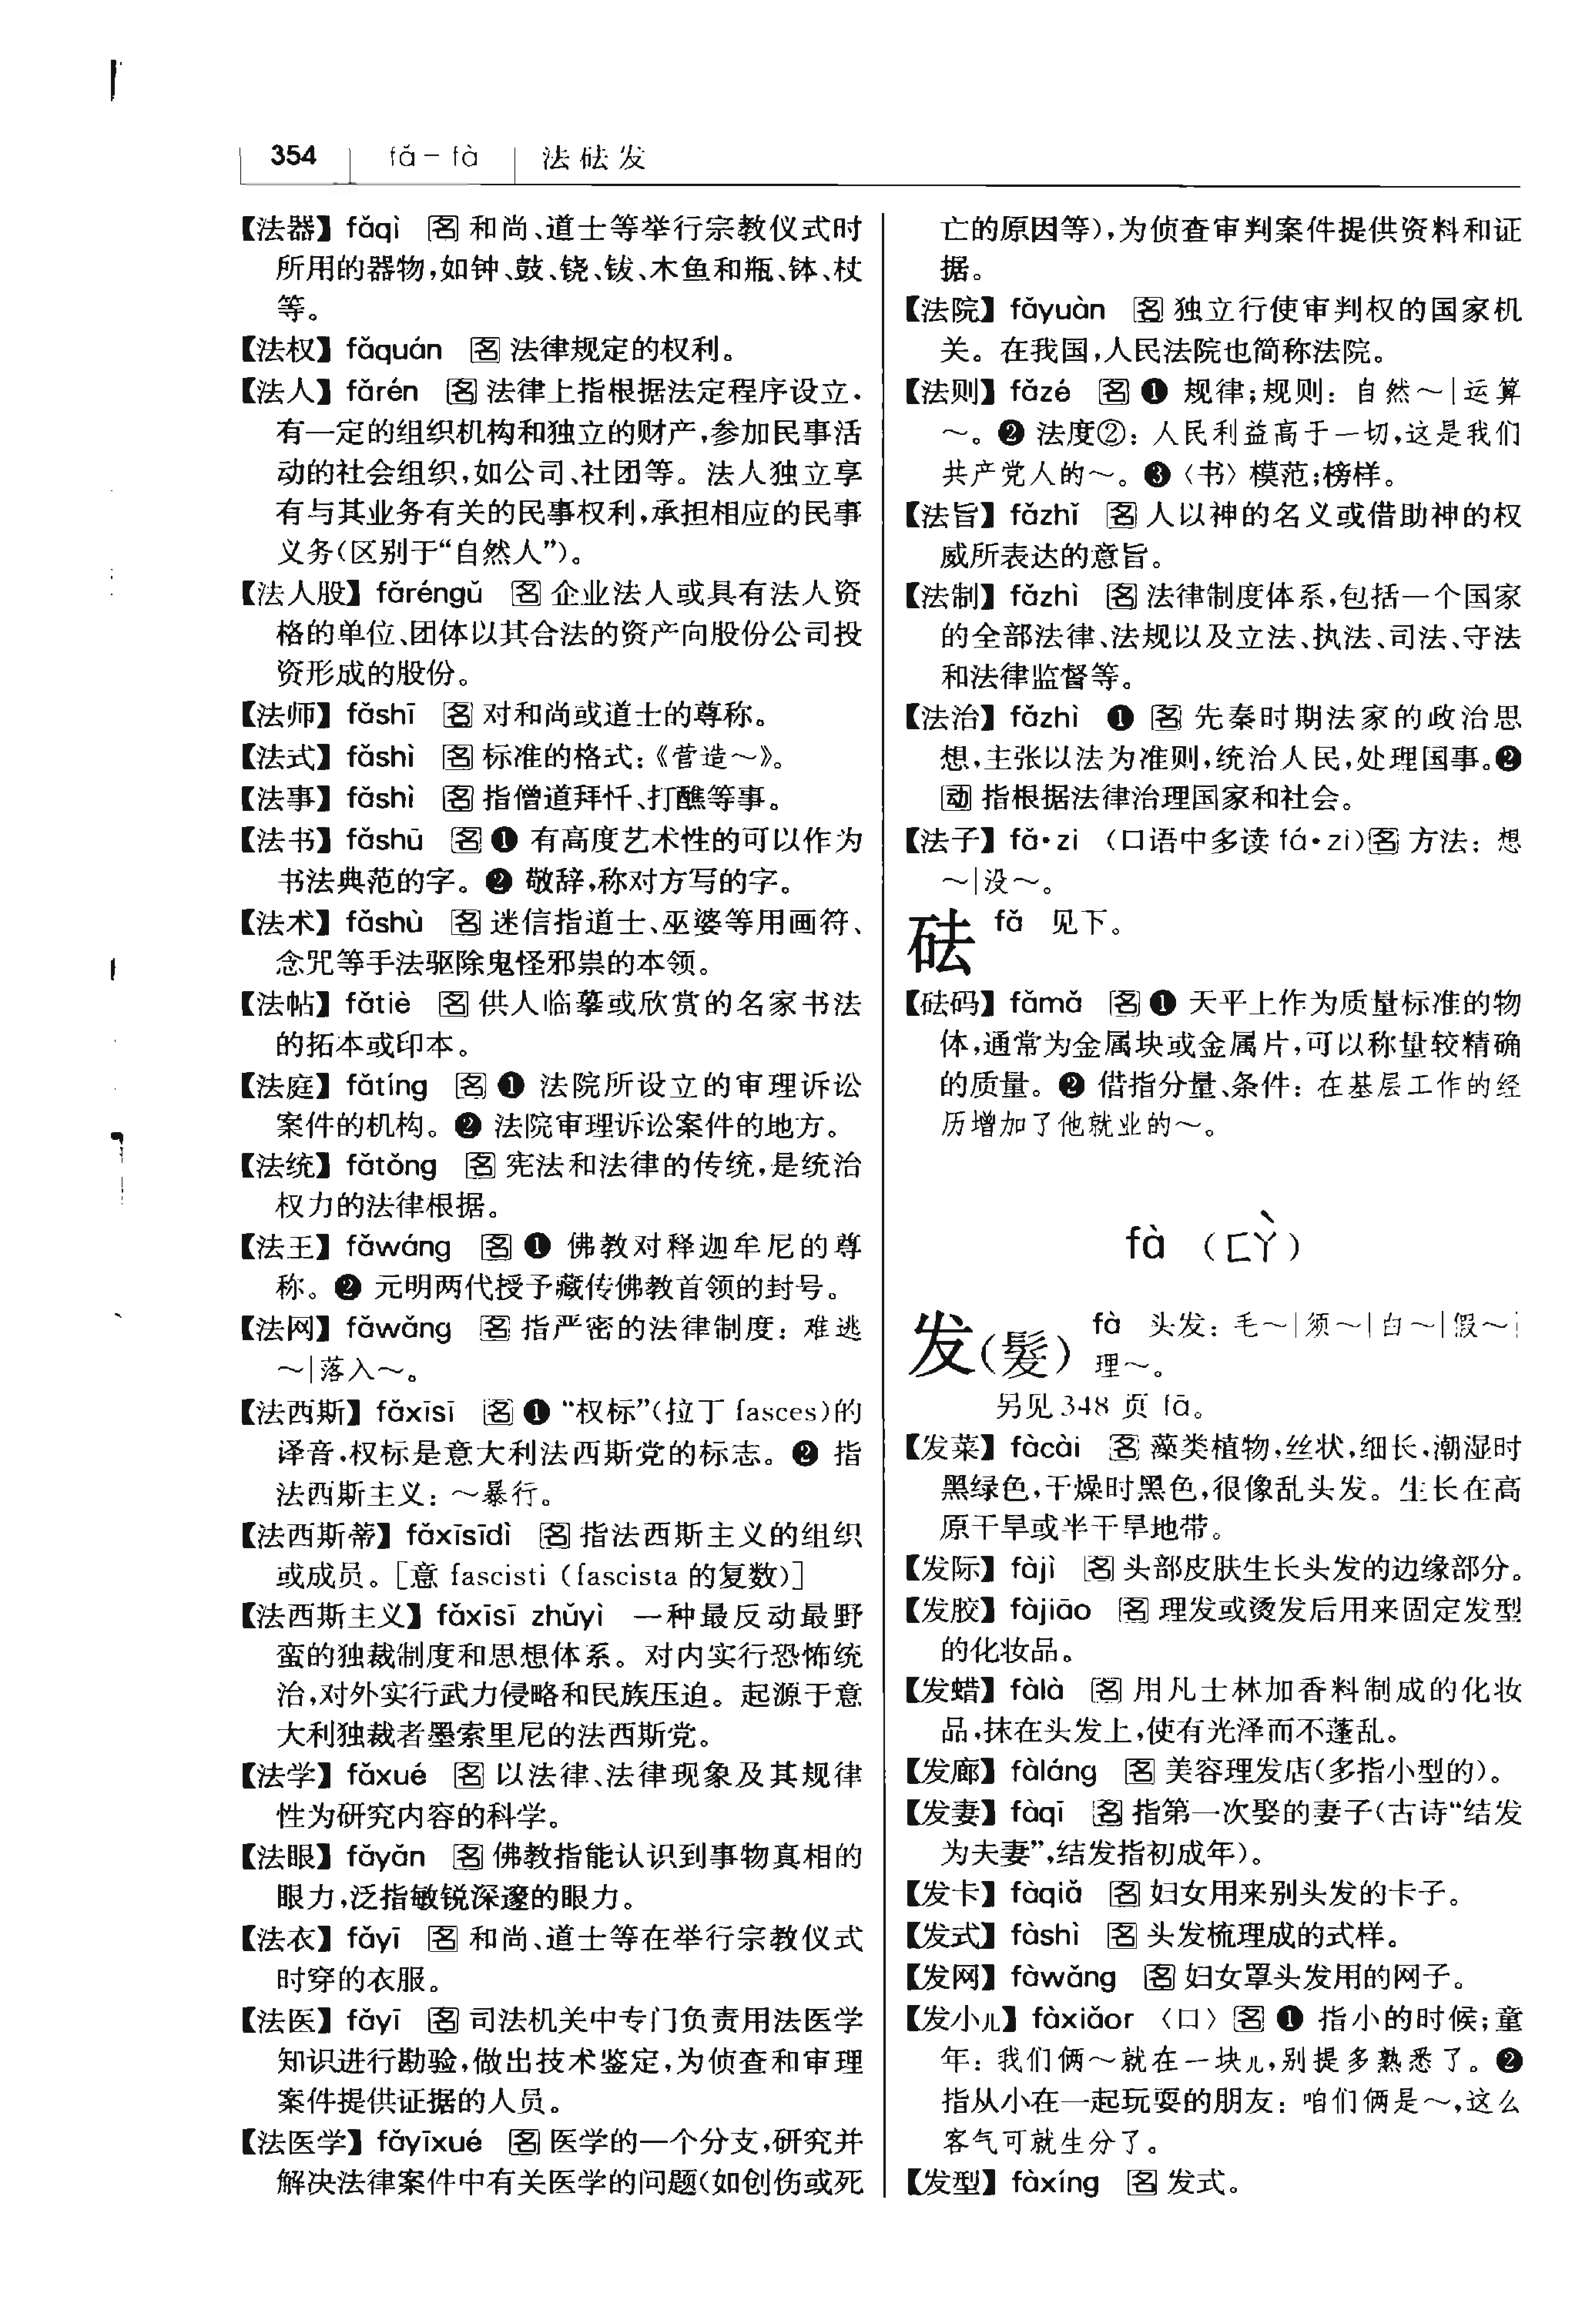 354 fǎ－fà 法砝发
【法器】fǎqì 名 和尚、道士等举行宗教仪式时
所用的器物，如钟、鼓、铙、钹、木鱼和瓶、钵、杖
等。
【法权】fǎquán 名 法律规定的权利。
【法人】fǎrén 名 法律上指根据法定程序设立，
有一定的组织机构和独立的财产，参加民事活
动的社会组织，如公司、社团等。法人独立享
有与其业务有关的民事权利，承担相应的民事
义务（区别于“自然人”）。
【法人股】fǎréngǔ 名 企业法人或具有法人资
格的单位、团体以其合法的资产向股份公司投
资形成的股份。
【法师】fǎshī 名 对和尚或道士的尊称。
【法式】fǎshì 名 标准的格式：《营造～》。
【法事】fǎshì 名 指僧道拜忏、打醮等事。
【法书】fǎshū 名 ❶ 有高度艺术性的可以作为
书法典范的字。❷ 敬辞，称对方写的字。
【法术】fǎshù 名 迷信指道士、巫婆等用画符、
念咒等手法驱除鬼怪邪祟的本领。
【法帖】fǎtiè 名 供人临摹或欣赏的名家书法
的拓本或印本。
【法庭】fǎtíng 名 ❶ 法院所设立的审理诉讼
案件的机构。❷ 法院审理诉讼案件的地方。
【法统】fǎtǒng 名 宪法和法律的传统，是统治
权力的法律根据。
【法王】fǎwáng 名 ❶ 佛教对释迦牟尼的尊
称。❷ 元明两代授予藏传佛教首领的封号。
【法网】fǎwǎng 名 指严密的法律制度：难逃
～|落入～。
【法西斯】fǎxīsī 名 ❶ “权标”（拉丁 fasces）的
译音，权标是意大利法西斯党的标志。❷ 指
法西斯主义：～暴行。
【法西斯蒂】fǎxīsīdì 名 指法西斯主义的组织
或成员。［意 fascisti（fascista 的复数）］
【法西斯主义】fǎxīsī zhǔyì 一种最反动最野
蛮的独裁制度和思想体系。对内实行恐怖统
治，对外实行武力侵略和民族压迫。起源于意
大利独裁者墨索里尼的法西斯党。
【法学】fǎxué 名 以法律、法律现象及其规律
性为研究内容的科学。
【法眼】fǎyǎn 名 佛教指能认识到事物真相的
眼力，泛指敏锐深邃的眼力。
【法衣】fǎyī 名 和尚、道士等在举行宗教仪式
时穿的衣服。
【法医】fǎyī 名 司法机关中专门负责用法医学
知识进行勘验，做出技术鉴定，为侦查和审理
案件提供证据的人员。
【法医学】fǎyīxué 名 医学的一个分支，研究并
解决法律案件中有关医学的问题（如创伤或死
亡的原因等），为侦查审判案件提供资料和证
据。
【法院】fǎyuàn 名 独立行使审判权的国家机
关。在我国，人民法院也简称法院。
【法则】fǎzé 名 ❶ 规律；规则：自然～|运算
～。❷ 法度②：人民利益高于一切，这是我们
共产党人的～。❸〈书〉模范；榜样。
【法旨】fǎzhǐ 名 人以神的名义或借助神的权
威所表达的意旨。
【法制】fǎzhì 名 法律制度体系，包括一个国家
的全部法律、法规以及立法、执法、司法、守法
和法律监督等。
【法治】fǎzhì ❶ 名 先秦时期法家的政治思
想，主张以法为准则，统治人民，处理国事。❷
动 指根据法律治理国家和社会。
【法子】fǎ•zi （口语中多读 fá•zi）名 方法：想
～|没～。
砝 fǎ 见下。
【砝码】fǎmǎ 名 ❶ 天平上作为质量标准的物
体，通常为金属块或金属片，可以称量较精确
的质量。❷ 借指分量、条件：在基层工作的经
历增加了他就业的～。
fà （ㄈㄚˋ）
发（髮） fà 头发：毛～|须～|白～|假～|
理～。
另见 348 页 fā。
【发菜】fàcài 名 藻类植物，丝状，细长，潮湿时
黑绿色，干燥时黑色，很像乱头发。生长在高
原干旱或半干旱地带。
【发际】fàjì 名 头部皮肤生长头发的边缘部分。
【发胶】fàjiāo 名 理发或烫发后用来固定发型
的化妆品。
【发蜡】fàlà 名 用凡士林加香料制成的化妆
品，抹在头发上，使有光泽而不蓬乱。
【发廊】fàláng 名 美容理发店（多指小型的）。
【发妻】fàqī 名 指第一次娶的妻子（古诗“结发
为夫妻”，结发指初成年）。
【发卡】fàqiǎ 名 妇女用来别头发的卡子。
【发式】fàshì 名 头发梳理成的式样。
【发网】fàwǎng 名 妇女罩头发用的网子。
【发小儿】fàxiǎor 〈口〉名 ❶ 指小的时候；童
年：我们俩～就在一块儿，别提多熟悉了。❷
指从小在一起玩耍的朋友：咱们俩是～，这么
客气可就生分了。
【发型】fàxíng 名 发式。